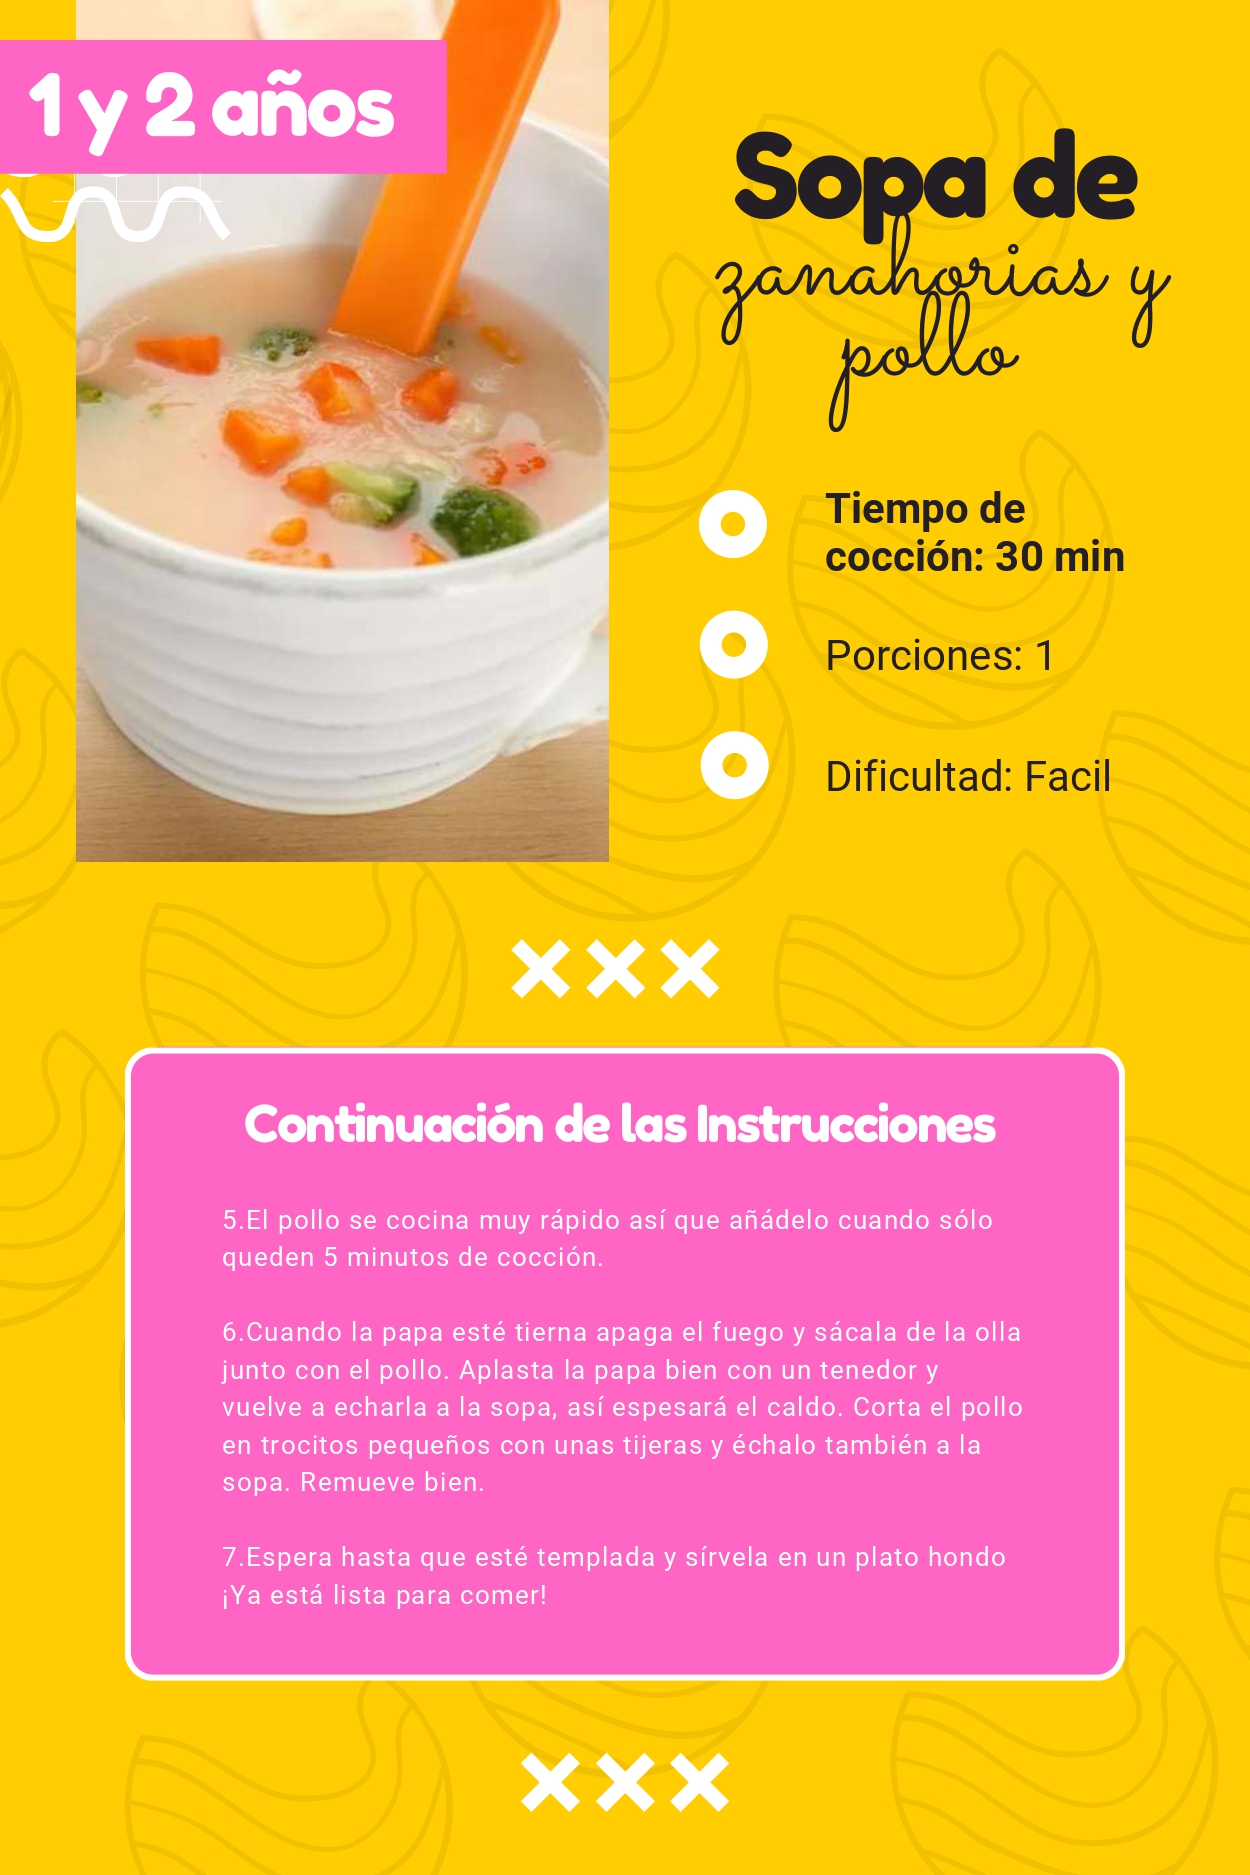 1 y 2 años
Sopa de
zanahorias y
pollo
Tiempo de
cocción: 30 min
Porciones: 1
Dificultad: Facil
Continuación de las Instrucciones
5.El pollo se cocina muy rápido así que añádelo cuando sólo
queden 5 minutos de cocción.
6.Cuando la papa esté tierna apaga el fuego y sácala de la olla
junto con el pollo. Aplasta la papa bien con un tenedor y
vuelve a echarla a la sopa, así espesará el caldo. Corta el pollo
en trocitos pequeños con unas tijeras y échalo también a la
sopa. Remueve bien.
7.Espera hasta que esté templada y sírvela en un plato hondo
¡Ya está lista para comer!